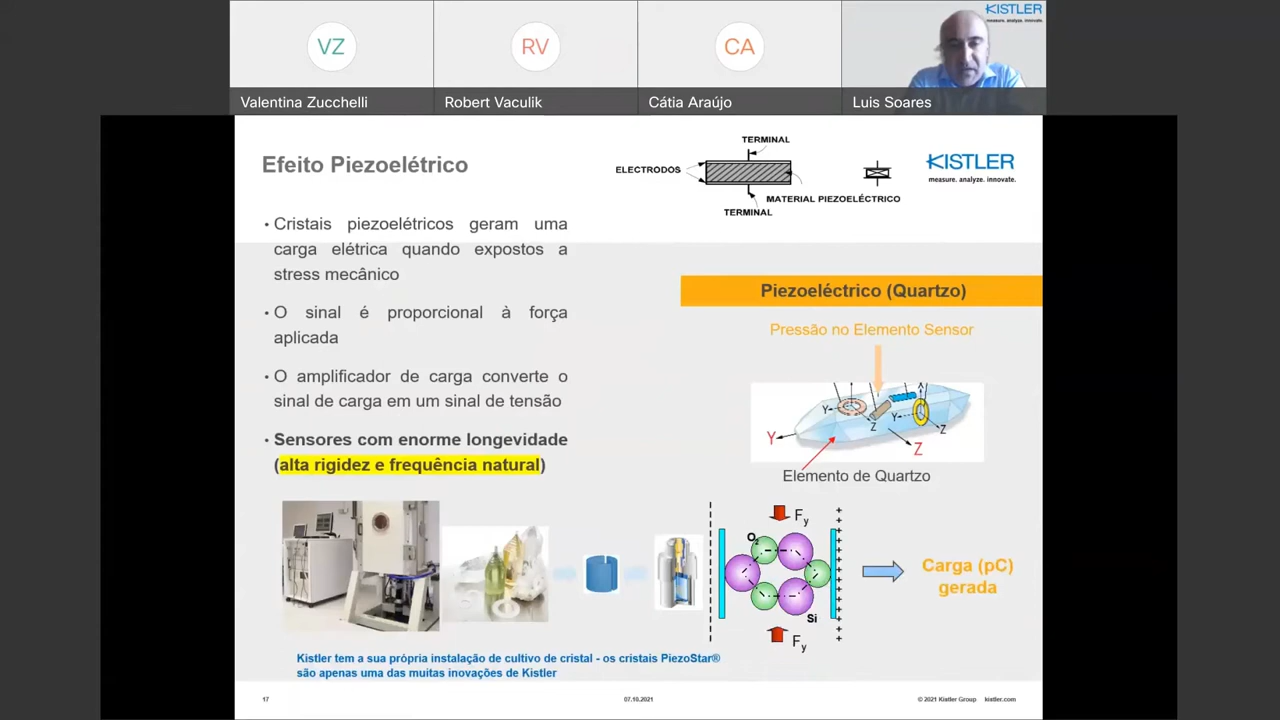 VZ
RV
CA
KISTLER
measure. analyze. innovate.
Valentina Zucchelli
Robert Vaculik
Cátia Araújo
Luis Soares
Efeito Piezoelétrico
TERMINAL
ELECTRODOS
MATERIAL PIEZOELÉCTRICO
TERMINAL
KISTLER
measure. analyze. innovate.
• Cristais piezoelétricos geram uma
carga elétrica quando expostos a
stress mecânico
• O sinal é proporcional à força
aplicada
• O amplificador de carga converte o
sinal de carga em um sinal de tensão
• Sensores com enorme longevidade
(alta rigidez e frequência natural)
Piezoeléctrico (Quartzo)
Pressão no Elemento Sensor
Y
Z
Y
X
Z
Y
Z
Elemento de Quartzo
Fy
O2
Si
Fy
Carga (pC)
gerada
Kistler tem a sua própria instalação de cultivo de cristal - os cristais PiezoStar®
são apenas uma das muitas inovações de Kistler
17
07.10.2021
© 2021 Kistler Group kistler.com